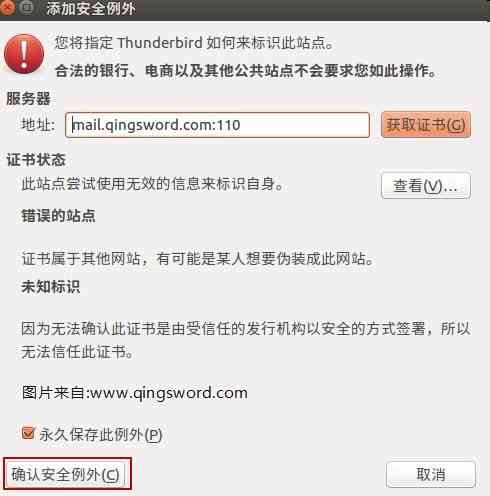 添加安全例外
您将指定 Thunderbird 如何来标识此站点。
合法的银行、电商以及其他公共站点不会要求您如此操作。
服务器
地址: mail.qingsword.com:110 获取证书(G)
证书状态
此站点尝试使用无效的信息来标识自身。 查看(V)...
错误的站点
证书属于其他网站，有可能是某人想要伪装成此网站。
未知标识
因为无法确认此证书是由受信任的发行机构以安全的方式签署，所以
无法信任此证书。
图片来自:www.qingsword.com
永久保存此例外(P)
确认安全例外(C) 取消